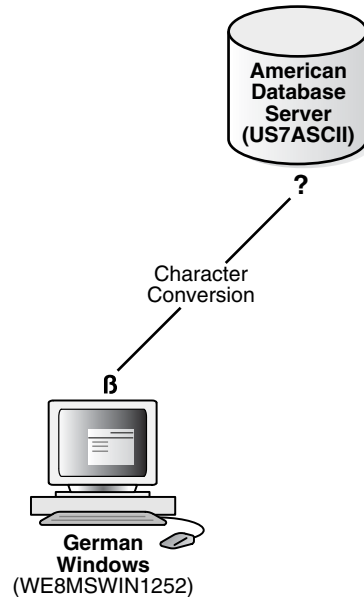 American
Database
Server
(US7ASCII)
?
Character
Conversion
ß
German
Windows
(WE8MSWIN1252)